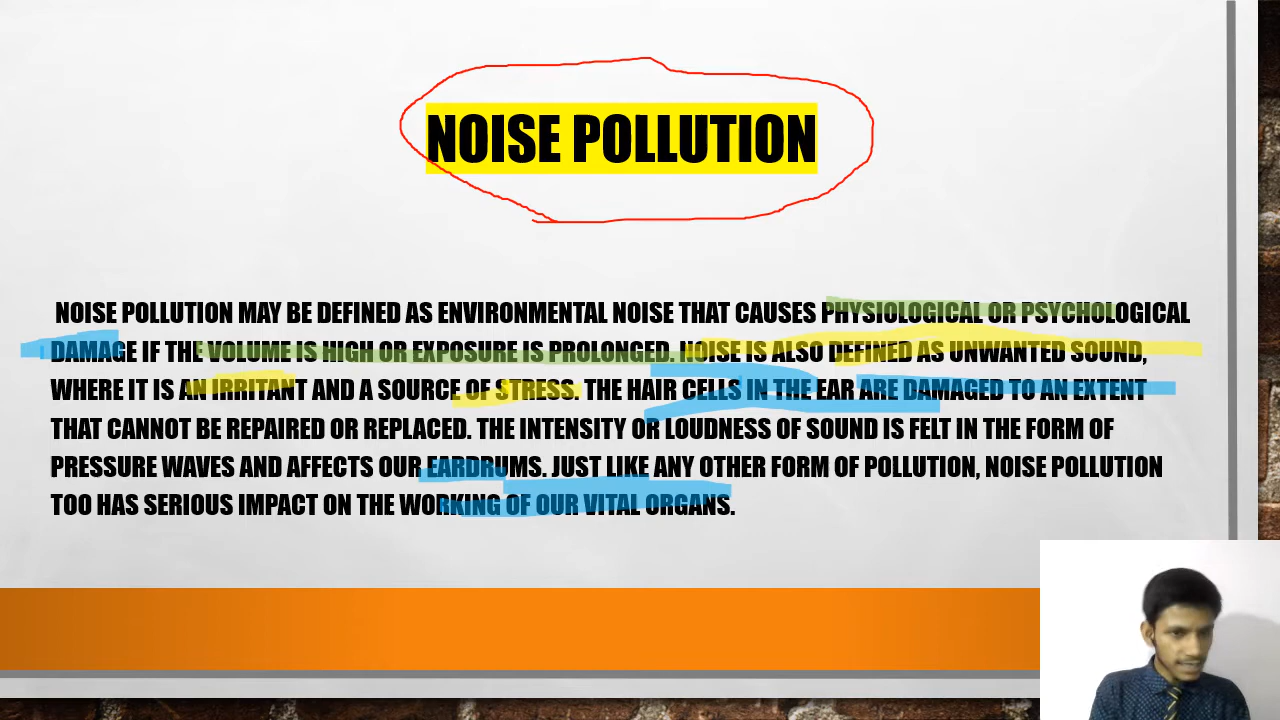 NOISE POLLUTION
NOISE POLLUTION MAY BE DEFINED AS ENVIRONMENTAL NOISE THAT CAUSES PHYSIOLOGICAL OR PSYCHOLOGICAL
DAMAGE IF THE VOLUME IS HIGH OR EXPOSURE IS PROLONGED. NOISE IS ALSO DEFINED AS UNWANTED SOUND,
WHERE IT IS AN IRRITANT AND A SOURCE OF STRESS. THE HAIR CELLS IN THE EAR ARE DAMAGED TO AN EXTENT
THAT CANNOT BE REPAIRED OR REPLACED. THE INTENSITY OR LOUDNESS OF SOUND IS FELT IN THE FORM OF
PRESSURE WAVES AND AFFECTS OUR EARDRUMS. JUST LIKE ANY OTHER FORM OF POLLUTION, NOISE POLLUTION
TOO HAS SERIOUS IMPACT ON THE WORKING OF OUR VITAL ORGANS.